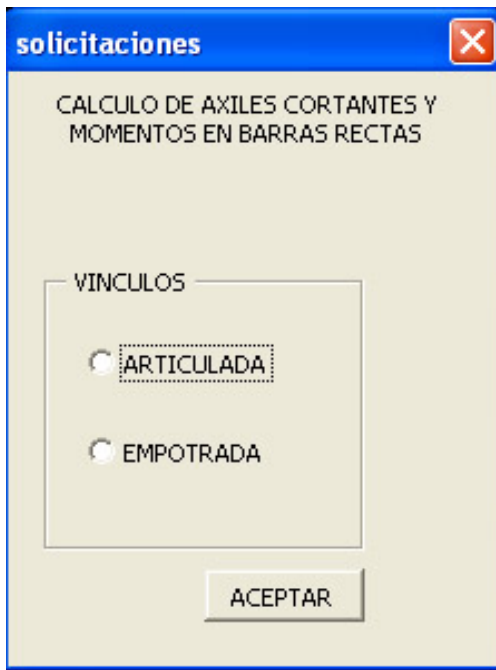 solicitaciones
CALCULO DE AXILES CORTANTES Y
MOMENTOS EN BARRAS RECTAS
VINCULOS
ARTICULADA
EMPOTRADA
ACEPTAR